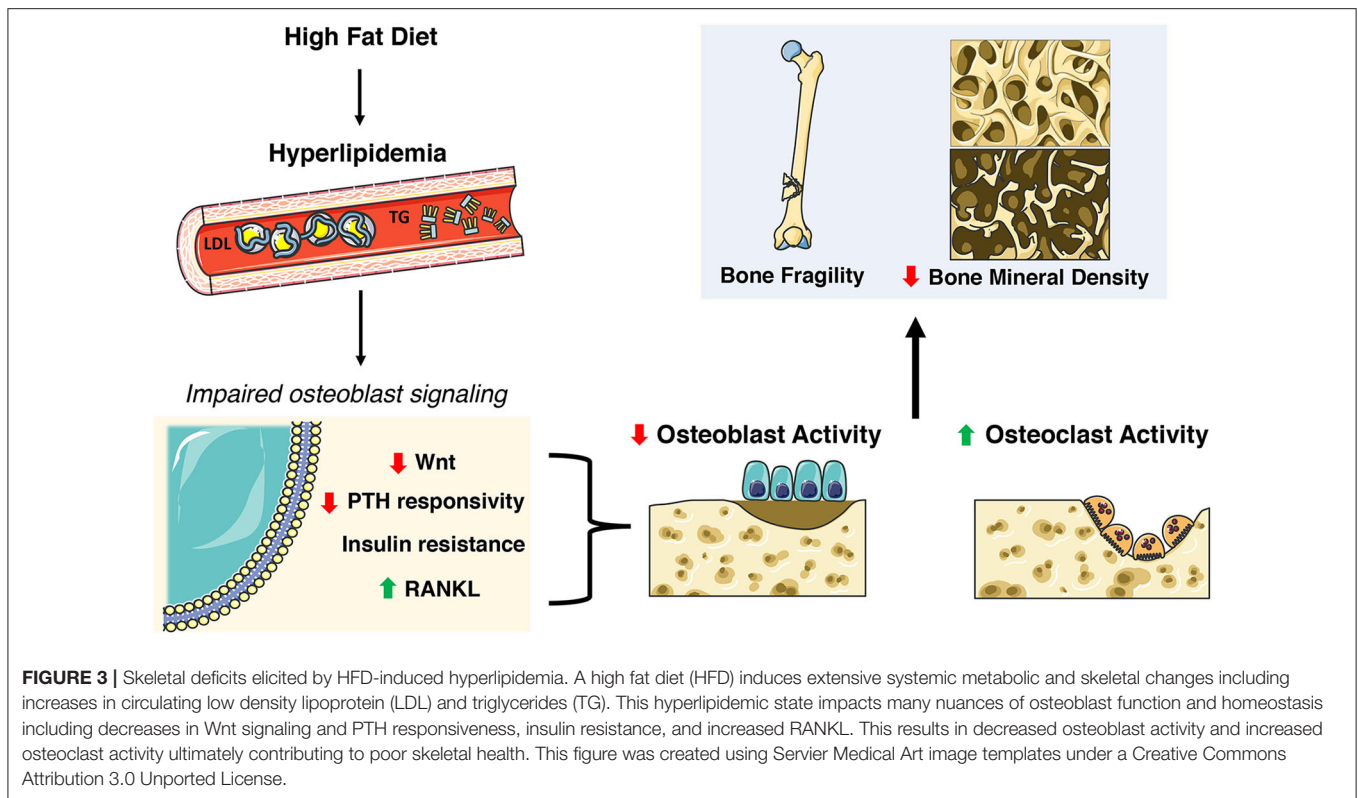 High Fat Diet
Hyperlipidemia
LDL
TG
Impaired osteoblast signaling
Wnt
PTH responsivity
Insulin resistance
RANKL
Osteoblast Activity
Osteoclast Activity
Bone Fragility
Bone Mineral Density
FIGURE 3 | Skeletal deficits elicited by HFD-induced hyperlipidemia. A high fat diet (HFD) induces extensive systemic metabolic and skeletal changes including
increases in circulating low density lipoprotein (LDL) and triglycerides (TG). This hyperlipidemic state impacts many nuances of osteoblast function and homeostasis
including decreases in Wnt signaling and PTH responsiveness, insulin resistance, and increased RANKL. This results in decreased osteoblast activity and increased
osteoclast activity ultimately contributing to poor skeletal health. This figure was created using Servier Medical Art image templates under a Creative Commons
Attribution 3.0 Unported License.